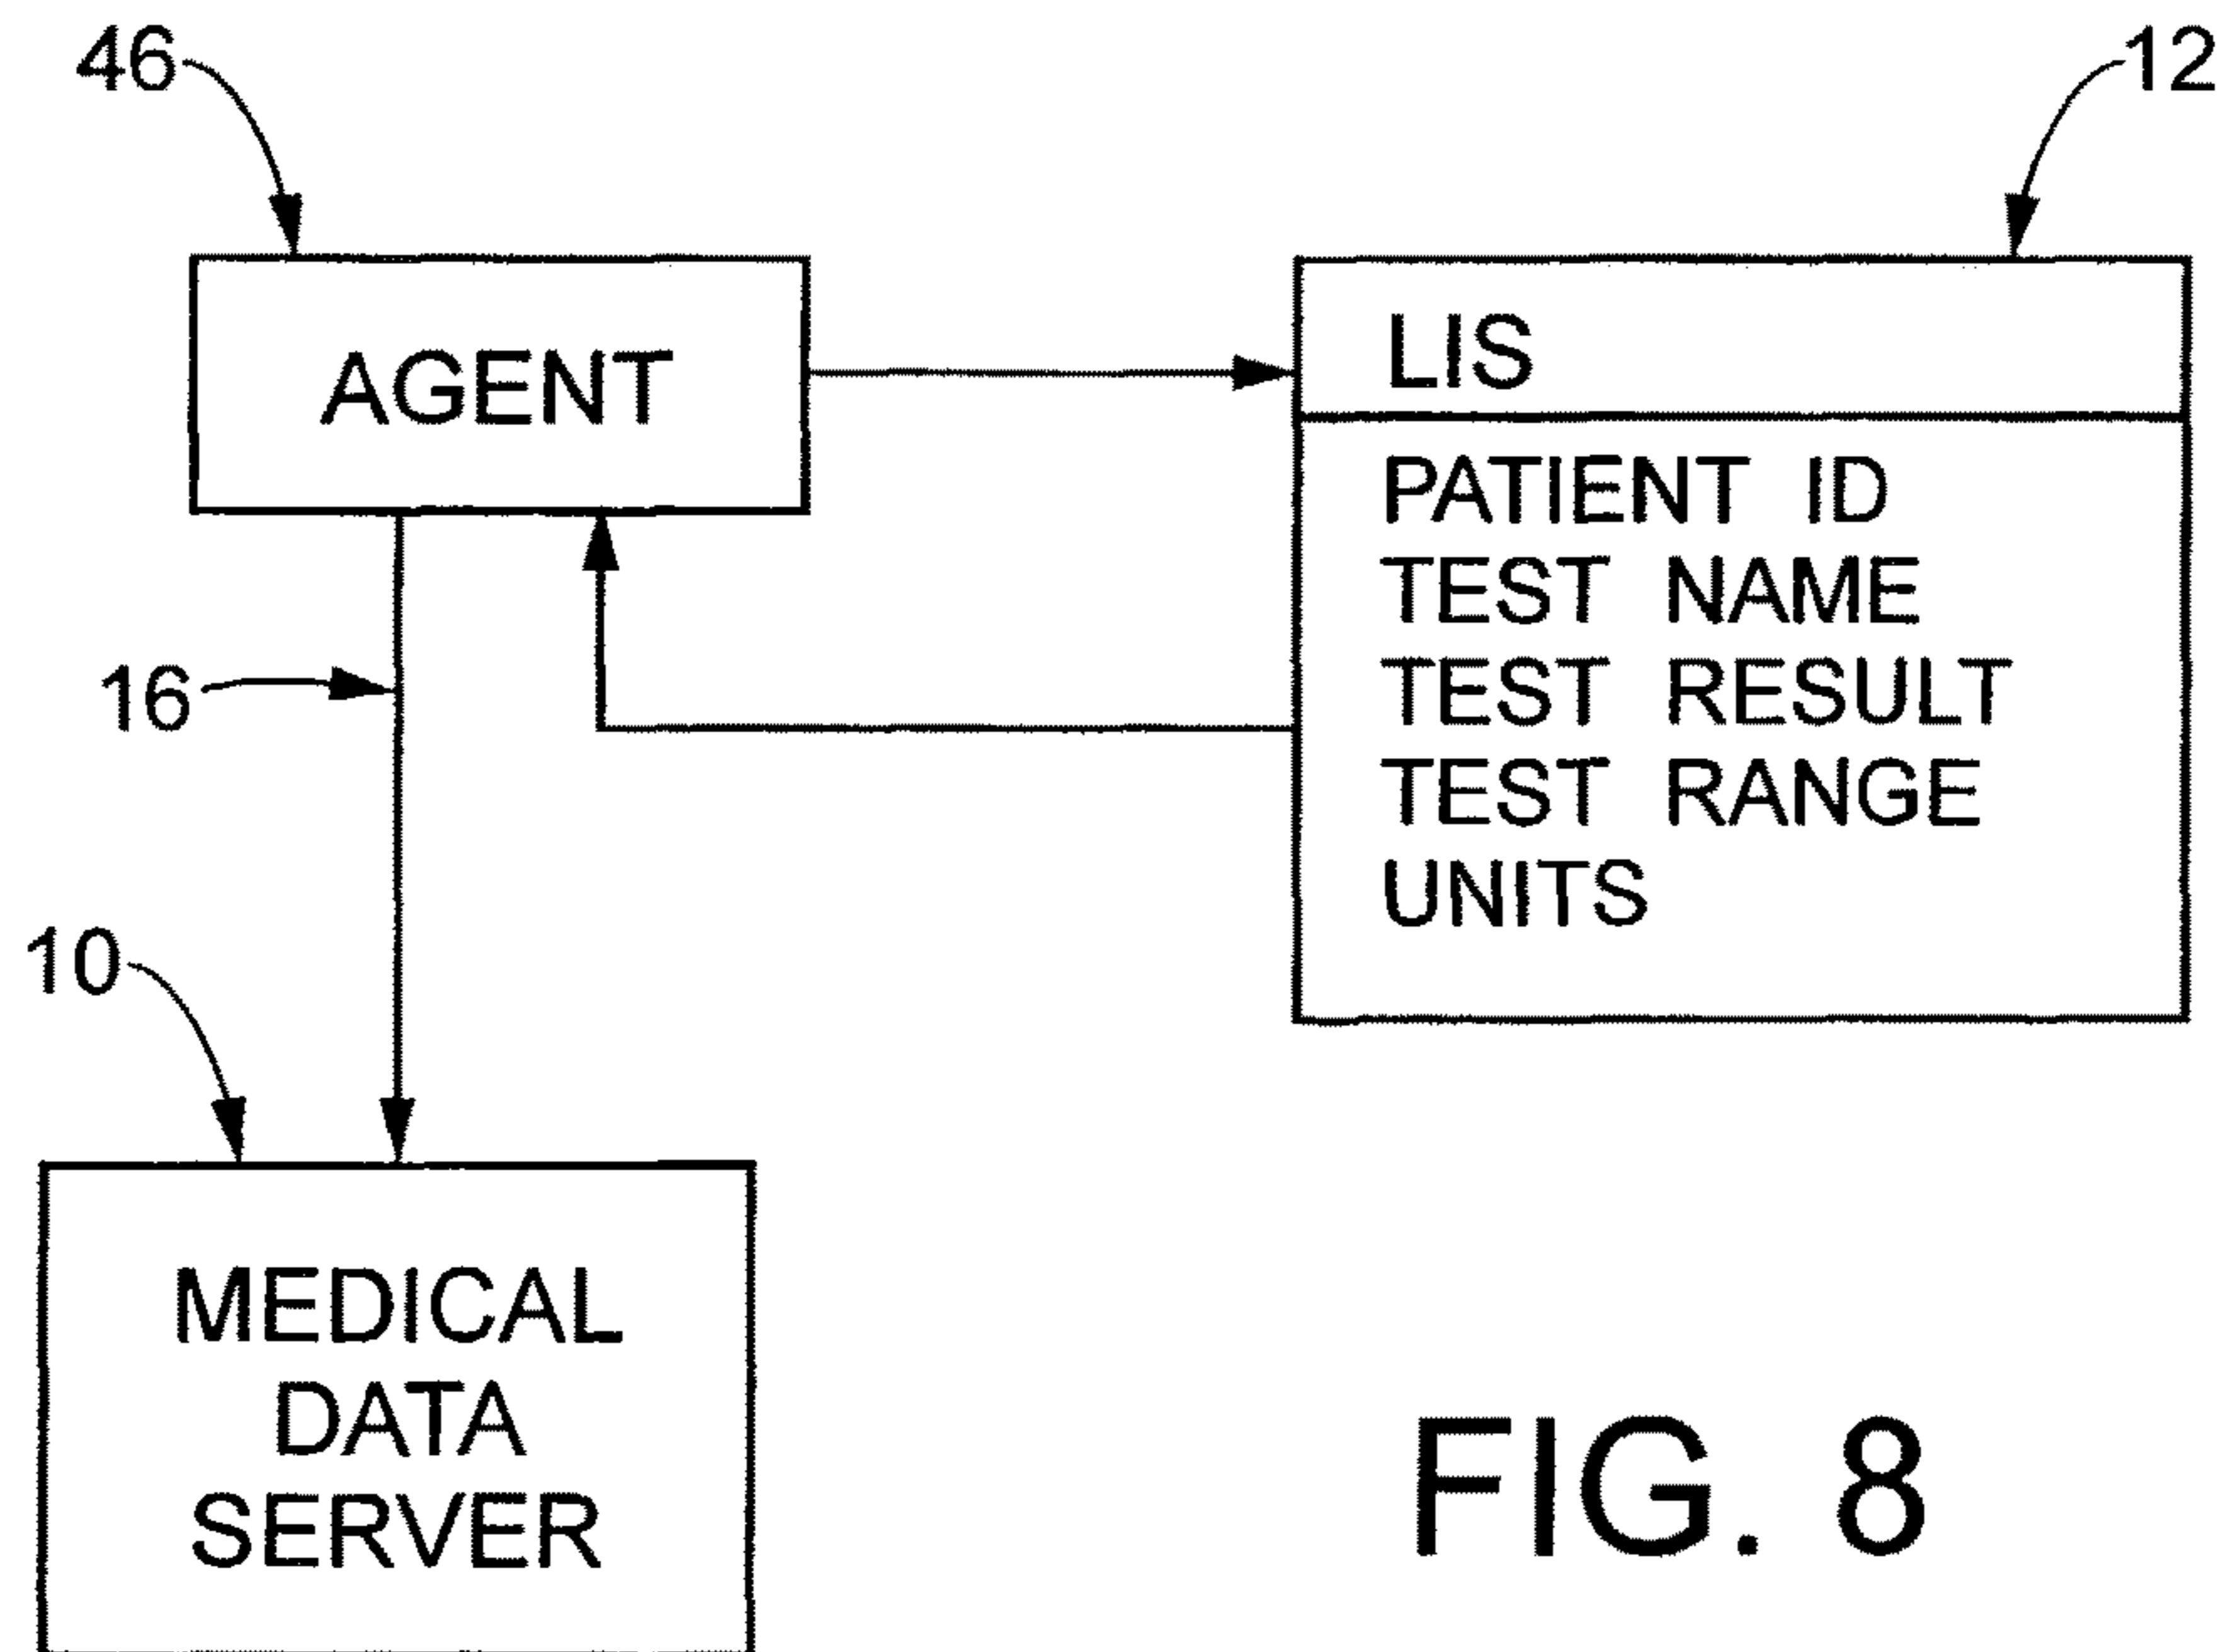 46
12
AGENT
LIS
PATIENT ID
TEST NAME
TEST RESULT
TEST RANGE
UNITS
16
10
MEDICAL
DATA
SERVER
FIG. 8